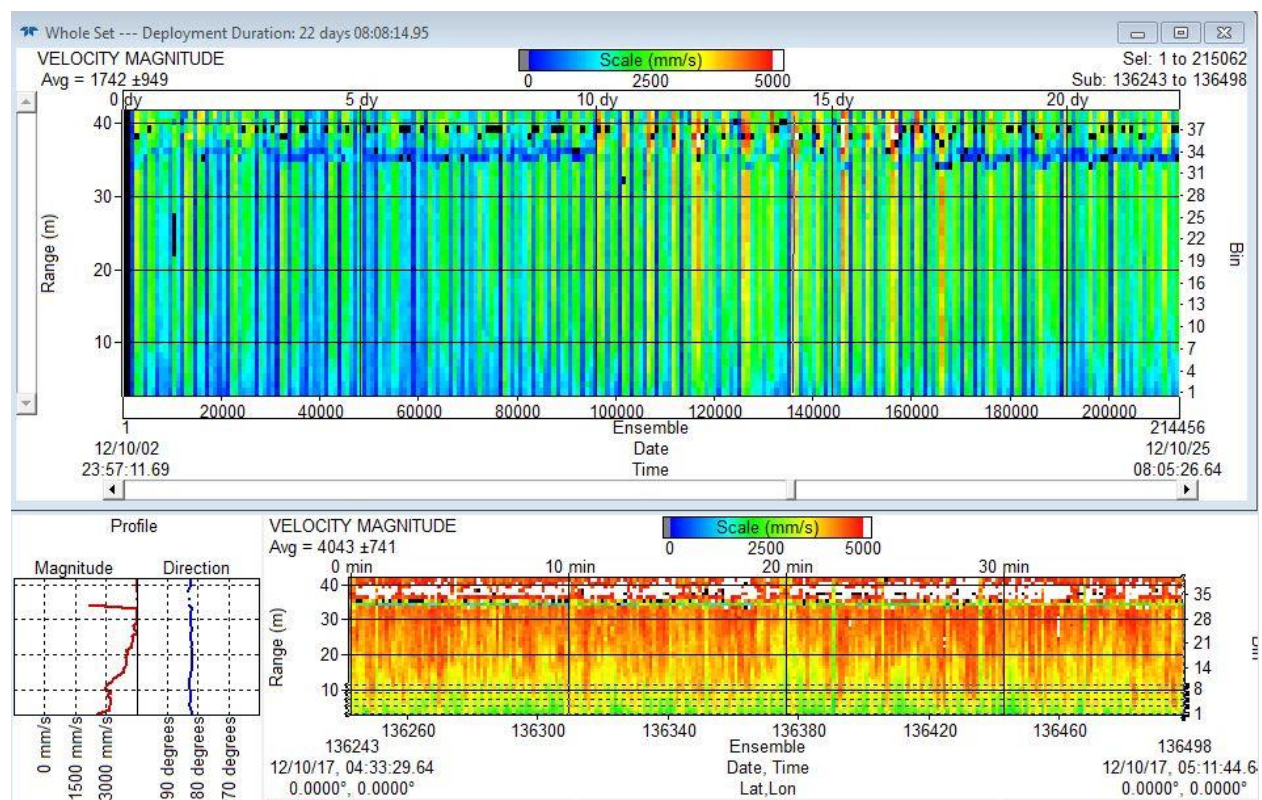 Whole Set --- Deployment Duration: 22 days 08:08:14.95
VELOCITY MAGNITUDE
Avg = 1742 ±949
Scale (mm/s)
0 2500 5000
Sel: 1 to 215062
Sub: 136243 to 136498
0 dy 5 dy 10 dy 15 dy 20 dy
40
30
20
10
Range (m)
37
34
31
28
25
22
19
16
13
10
7
4
1
Bin
20000 40000 60000 80000 100000 120000 140000 160000 180000 200000
1 Ensemble 214456
12/10/02 Date 12/10/25
23:57:11.69 Time 08:05:26.64
Profile
Magnitude Direction
0 mm/s
1500 mm/s
3000 mm/s
90 degrees
80 degrees
70 degrees
VELOCITY MAGNITUDE
Avg = 4043 ±741
Scale (mm/s)
0 2500 5000
0 min 10 min 20 min 30 min
40
30
20
10
Range (m)
35
28
21
14
8
1
136260 136300 136340 136380 136420 136460
136243 Ensemble 136498
12/10/17, 04:33:29.64 Date, Time 12/10/17, 05:11:44.6
0.0000°, 0.0000° Lat,Lon 0.0000°, 0.0000°